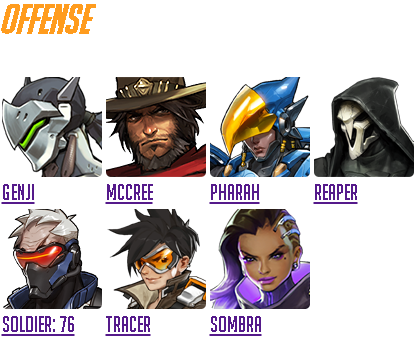 OFFENSE
GENJI
MCCREE
PHARAH
REAPER
SOLDIER: 76
TRACER
SOMBRA